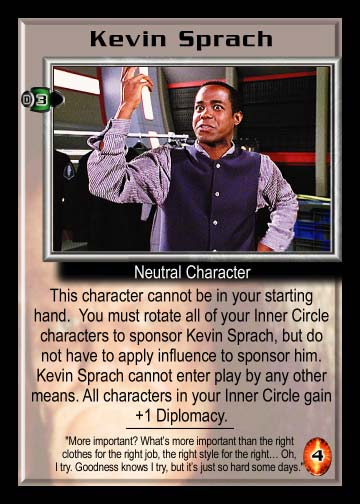 Kevin Sprach
D 3
Neutral Character
This character cannot be in your starting
hand. You must rotate all of your Inner Circle
characters to sponsor Kevin Sprach, but do
not have to apply influence to sponsor him.
Kevin Sprach cannot enter play by any other
means. All characters in your Inner Circle gain
+1 Diplomacy.
"More important? What's more important than the right
clothes for the right job, the right style for the right... Oh,
I try. Goodness knows I try, but it's just so hard some days."
4